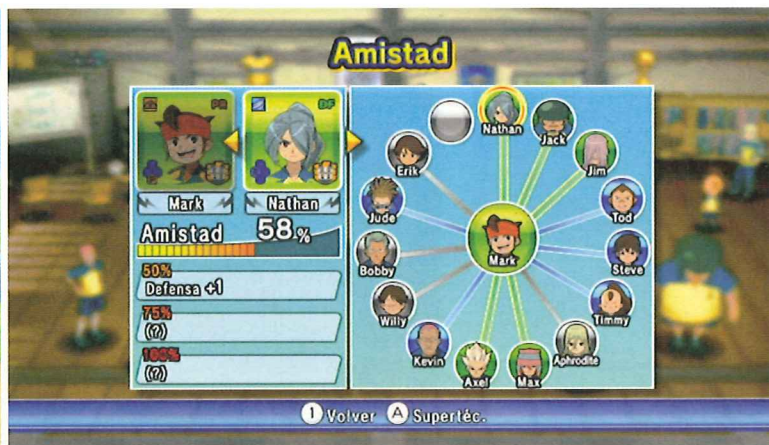 Amistad
PR
DF
Mark
Nathan
Amistad 58%
50%
Defensa +1
75%
(?)
100%
(?)
Nathan
Jack
Jim
Tod
Steve
Timmy
Aphrodite
Max
Axel
Kevin
Willy
Bobby
Jude
Erik
Mark
1 Volver A Supertéc.